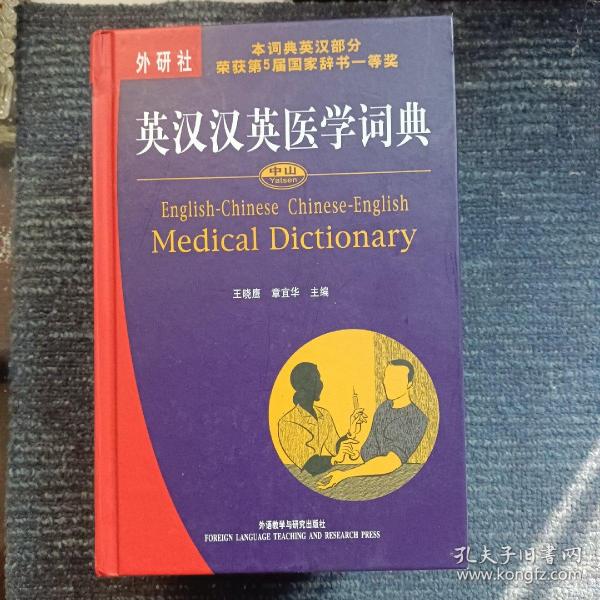 外研社
本词典英汉部分
荣获第5届国家辞书一等奖
英汉汉英医学词典
中山
Yatsen
English-Chinese Chinese-English
Medical Dictionary
王晓鹰 章宜华 主编
外语教学与研究出版社
FOREIGN LANGUAGE TEACHING AND RESEARCH PRESS
孔夫子旧书网
www.kongfz.com